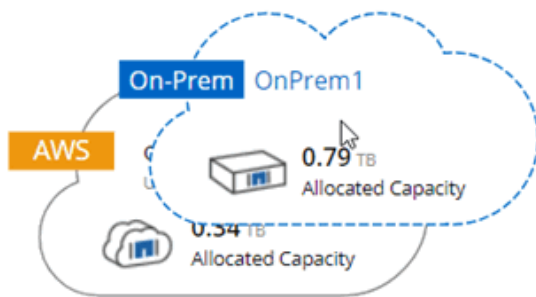 On-Prem OnPrem1
AWS
0.79 TB
Allocated Capacity
0.34 TB
Allocated Capacity